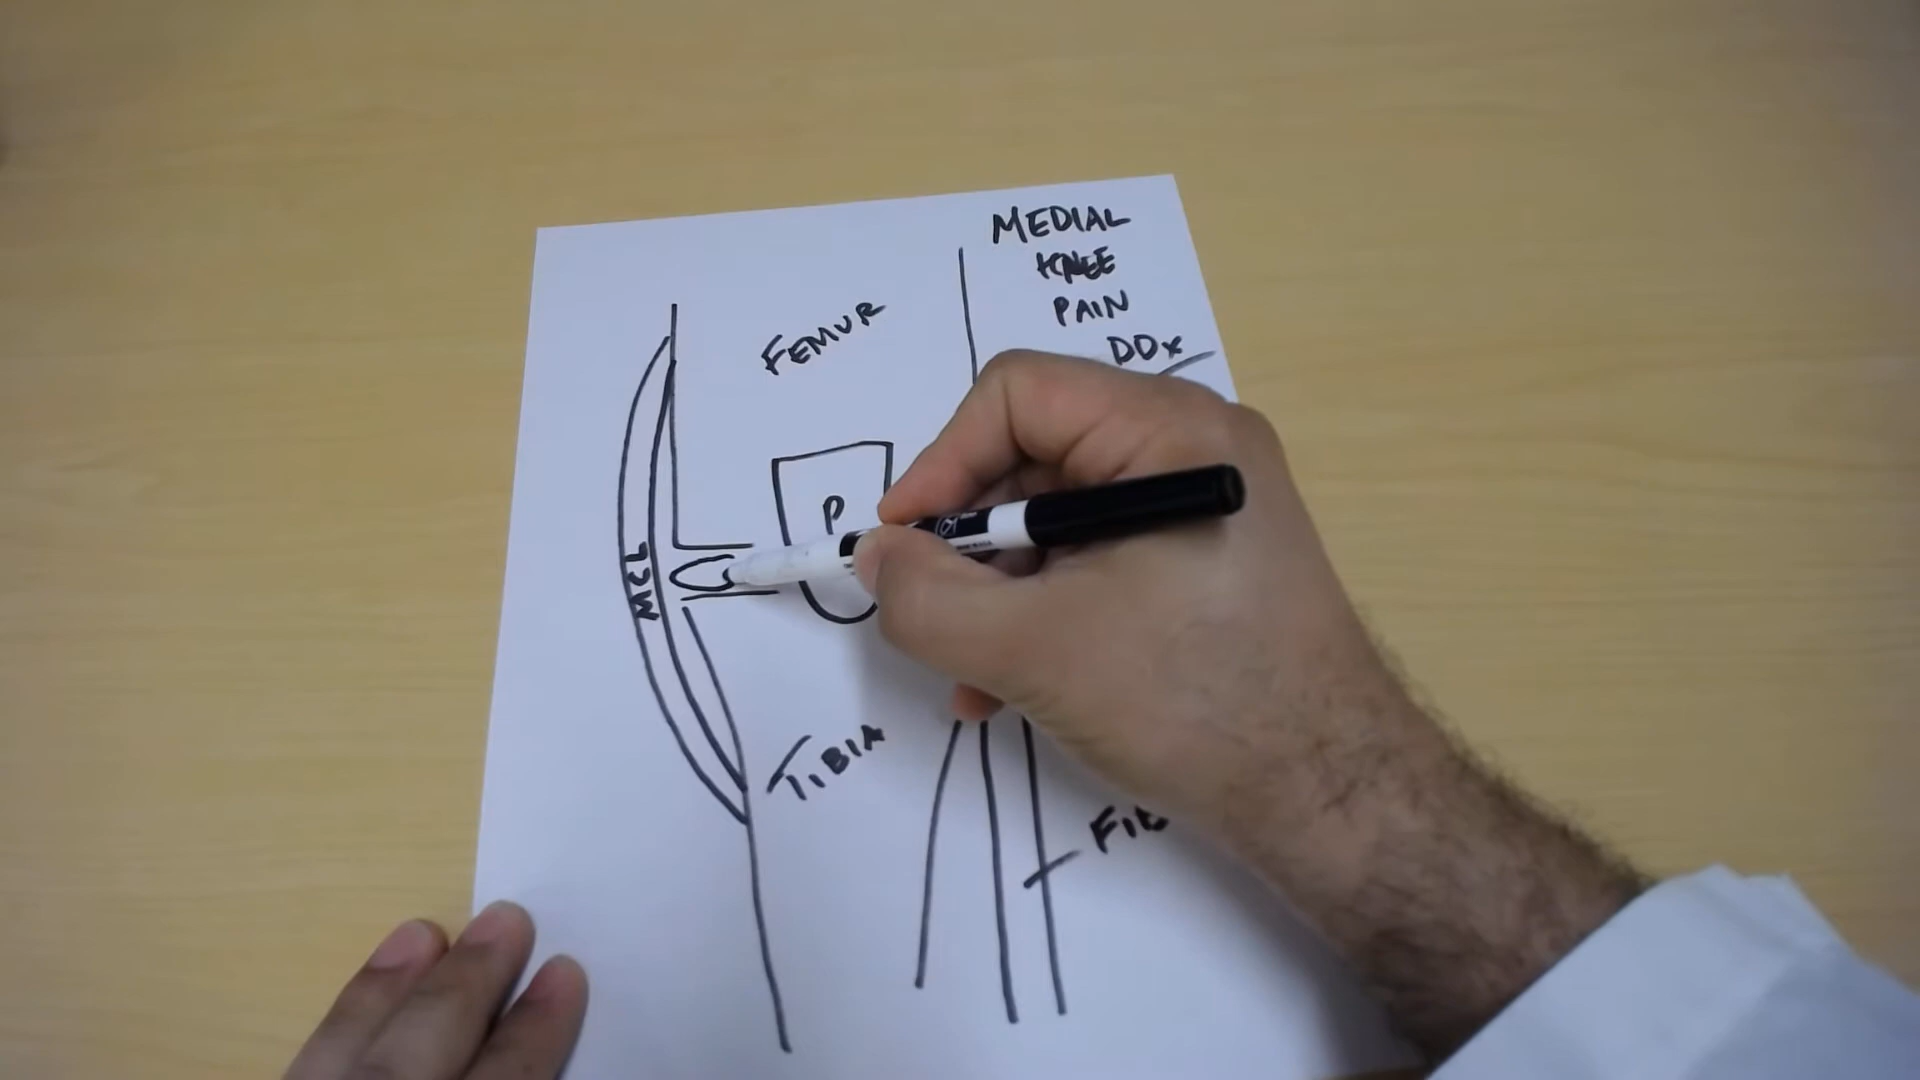 MEDIAL
KNEE
PAIN
DDx
FEMUR
P
MCL
TIBIA